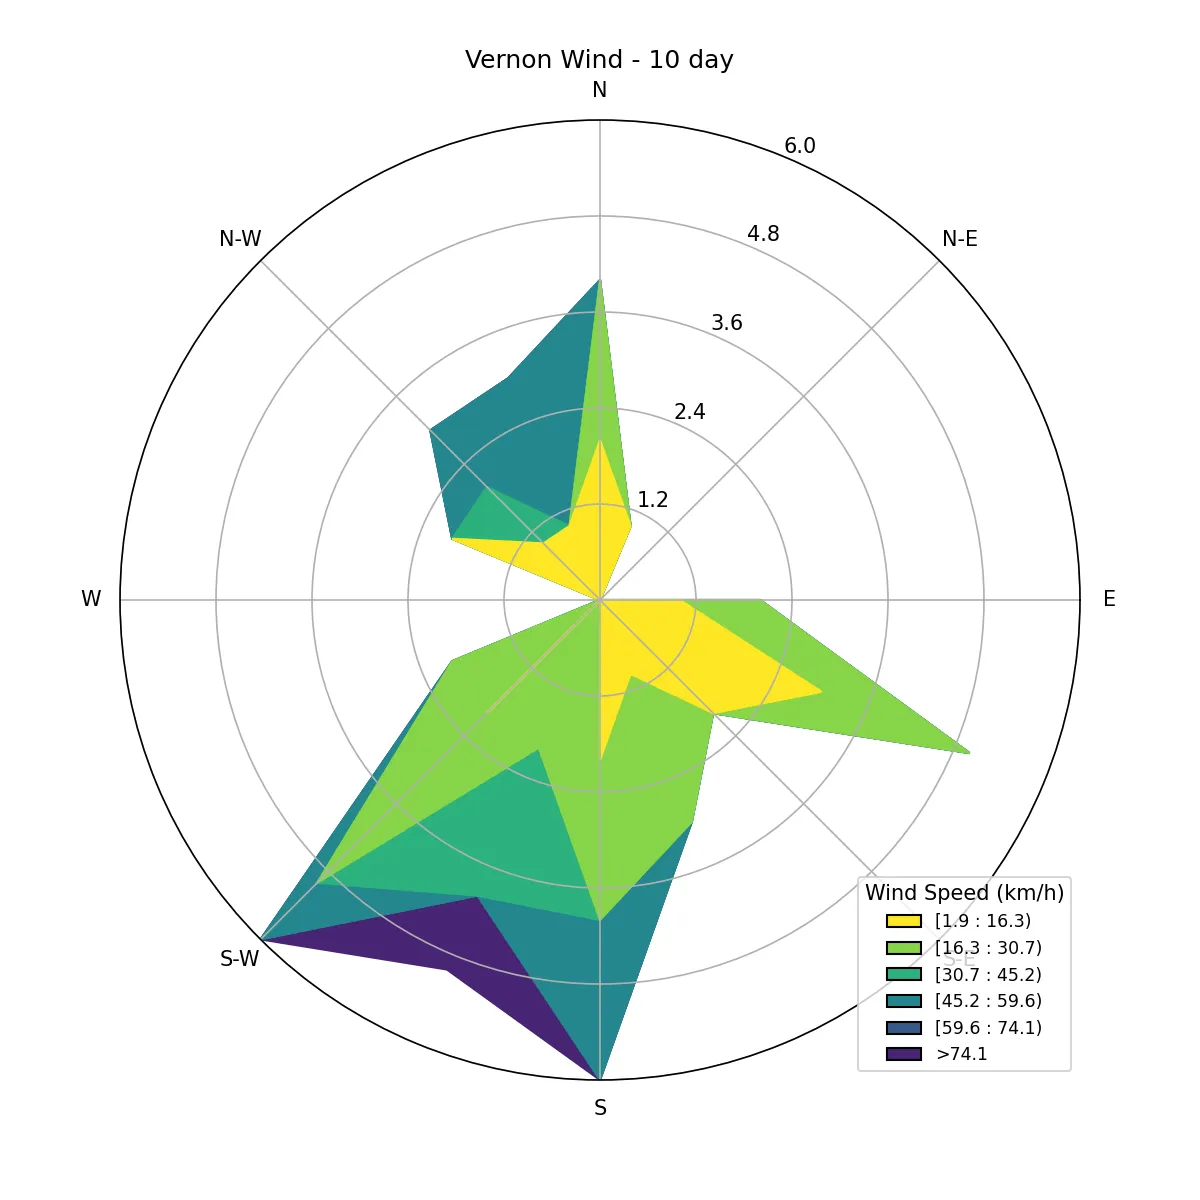 Vernon Wind - 10 day
N
6.0
N-W
4.8
N-E
3.6
2.4
1.2
W
E
Wind Speed (km/h)
[1.9 : 16.3)
[16.3 : 30.7)
[30.7 : 45.2)
[45.2 : 59.6)
[59.6 : 74.1)
>74.1
S-W
S-E
S